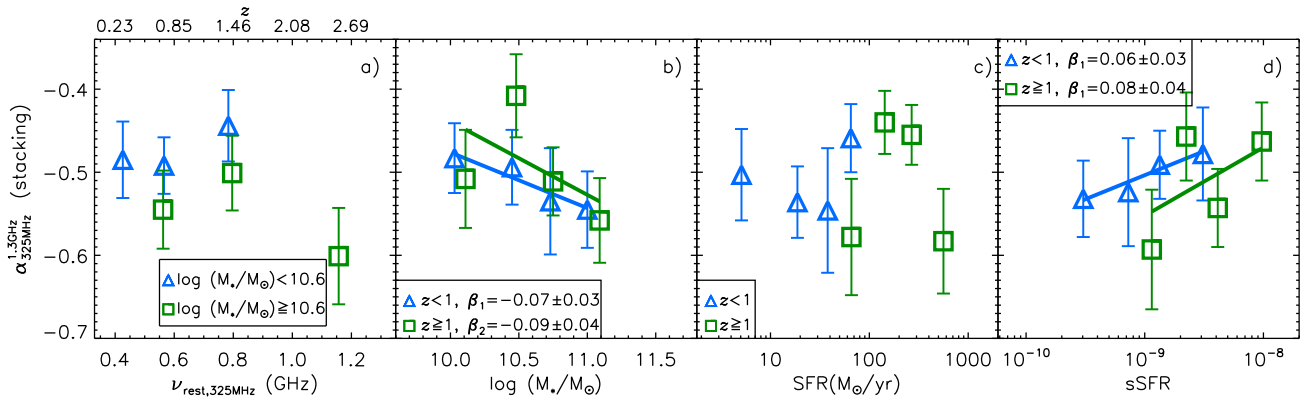 z
0.23 0.85 1.46 2.08 2.69
a) b) c) d)
z<1, β₁=0.06±0.03
z≧1, β₁=0.08±0.04
−0.4
−0.5
−0.6
−0.7
α 1.3GHz 325MHz (stacking)
log (M*/M⊙)<10.6
log (M*/M⊙)≧10.6
z<1, β₁=−0.07±0.03
z≧1, β₂=−0.09±0.04
z<1
z≧1
0.4 0.6 0.8 1.0 1.2
10.0 10.5 11.0 11.5
10 100 1000
10⁻¹⁰ 10⁻⁹ 10⁻⁸
ν rest,325MHz (GHz)
log (M*/M⊙)
SFR(M⊙/yr)
sSFR